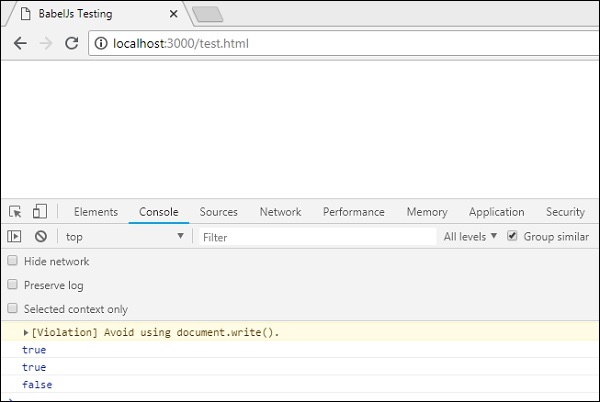 BabelJs Testing
localhost:3000/test.html
Elements Console Sources Network Performance Memory Application Security
top Filter All levels Group similar
Hide network
Preserve log
Selected context only
[Violation] Avoid using document.write().
true
true
false